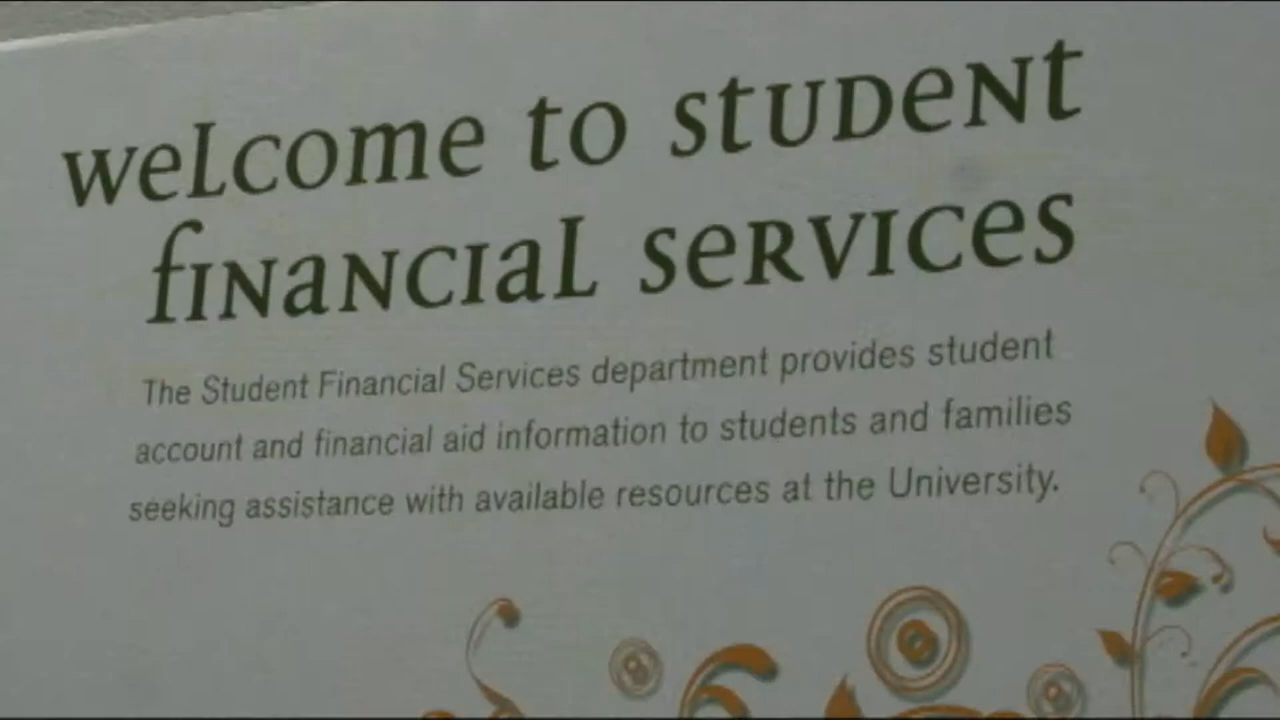 welcome to student
financial services
The Student Financial Services department provides student
account and financial aid information to students and families
seeking assistance with available resources at the University.